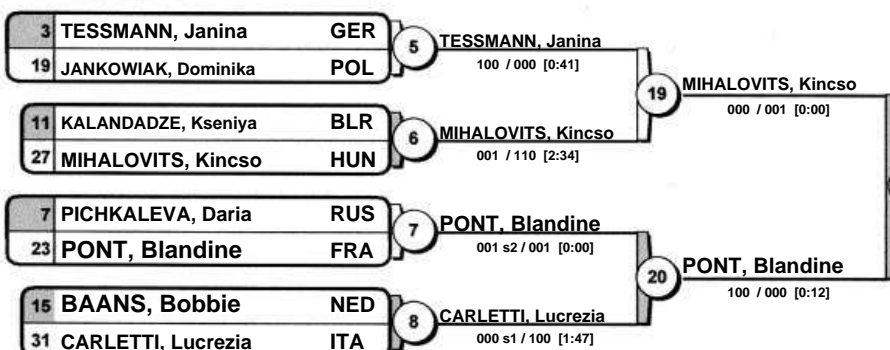 3 TESSMANN, Janina GER
19 JANKOWIAK, Dominika POL
5
TESSMANN, Janina
100 / 000 [0:41]
11 KALANDADZE, Kseniya BLR
27 MIHALOVITS, Kincso HUN
6
MIHALOVITS, Kincso
001 / 110 [2:34]
19
MIHALOVITS, Kincso
000 / 001 [0:00]
7 PICHKALEVA, Daria RUS
23 PONT, Blandine FRA
7
PONT, Blandine
001 s2 / 001 [0:00]
15 BAANS, Bobbie NED
31 CARLETTI, Lucrezia ITA
8
CARLETTI, Lucrezia
000 s1 / 100 [1:47]
20
PONT, Blandine
100 / 000 [0:12]